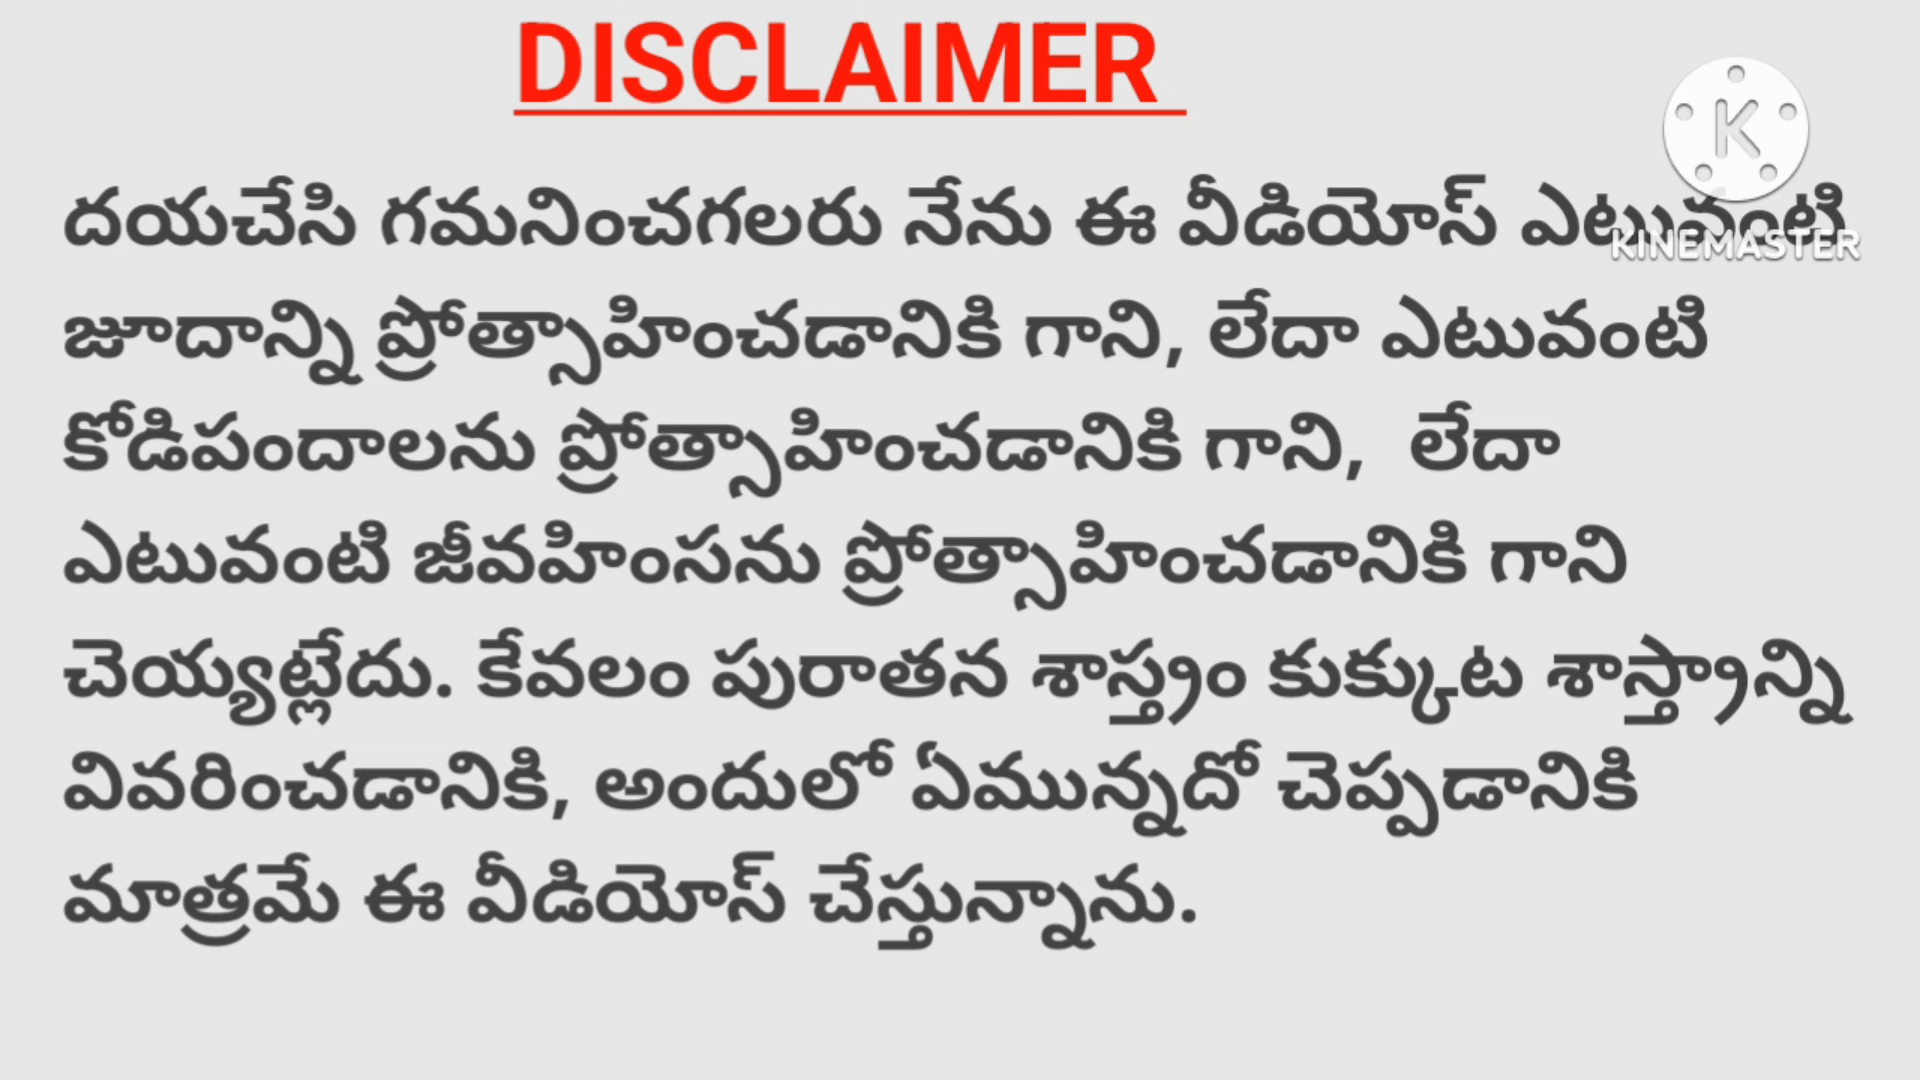 DISCLAIMER
K
దయచేసి గమనించగలరు నేను ఈ వీడియోస్ ఎటువంటి
KINEMASTER
జూదాన్ని ప్రోత్సాహించడానికి గాని, లేదా ఎటువంటి
కోడిపందాలను ప్రోత్సాహించడానికి గాని, లేదా
ఎటువంటి జీవహింసను ప్రోత్సాహించడానికి గాని
చెయ్యట్లేదు. కేవలం పురాతన శాస్త్రం కుక్కుట శాస్త్రాన్ని
వివరించడానికి, అందులో ఏమున్నదో చెప్పడానికి
మాత్రమే ఈ వీడియోస్ చేస్తున్నాను.